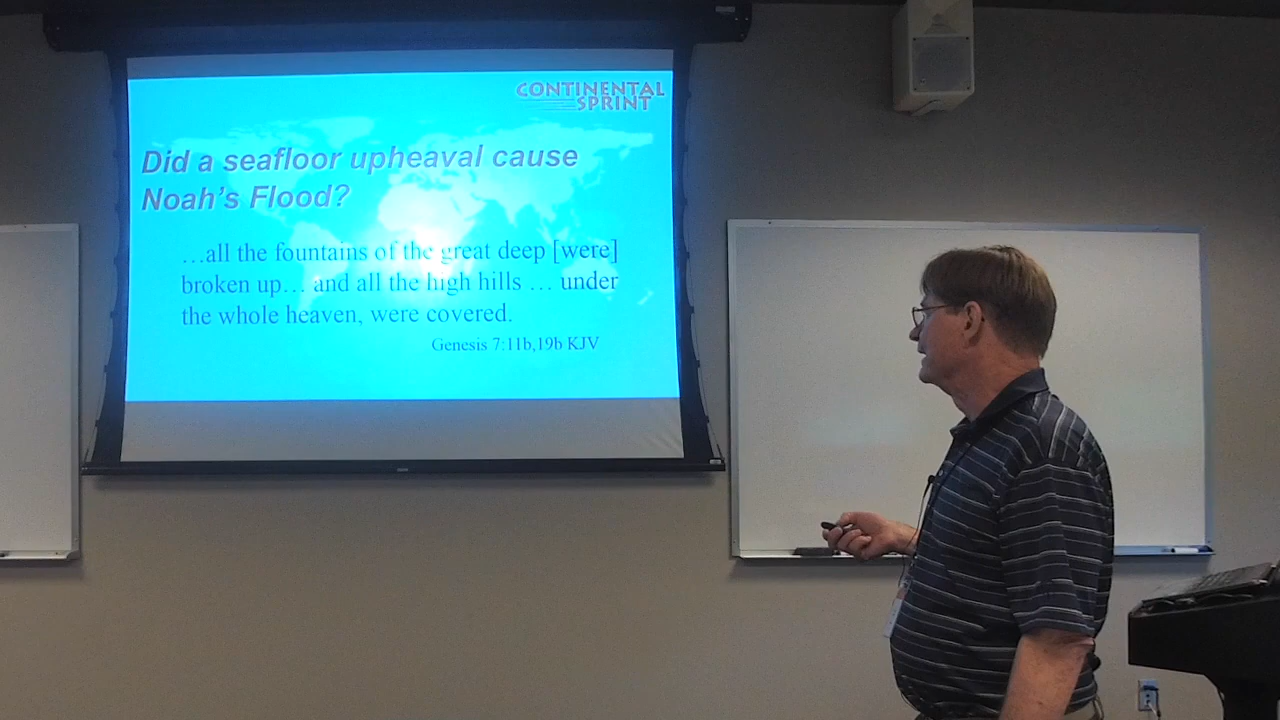 CONTINENTAL
SPRINT
Did a seafloor upheaval cause
Noah's Flood?
…all the fountains of the great deep [were]
broken up… and all the high hills … under
the whole heaven, were covered.
Genesis 7:11b,19b KJV